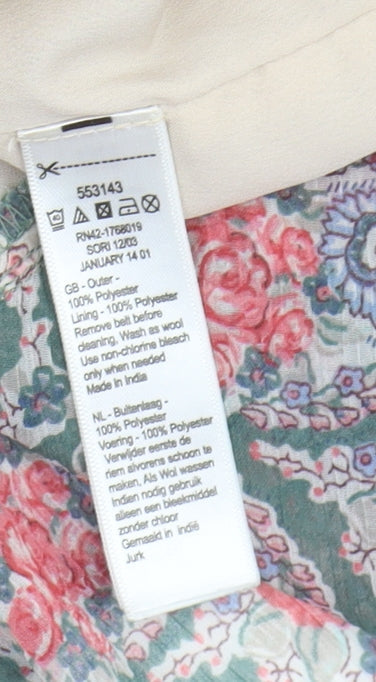 553143
40
RN42-1768019
SORI 12/03
JANUARY 14 01
GB - Outer -
100% Polyester
Lining - 100% Polyester
Remove belt before
cleaning, Wash as wool
Use non-chlorine bleach
only when needed
Made In India
NL - Buitenlaag -
100% Polyester
Voering - 100% Polyester
Verwijder eerste de
riem alvorens schoon te
maken, Als Wol wassen
Indien nodig gebruik
alleen een bleekmiddel
zonder chloor
Gemaakt in indië
Jurk